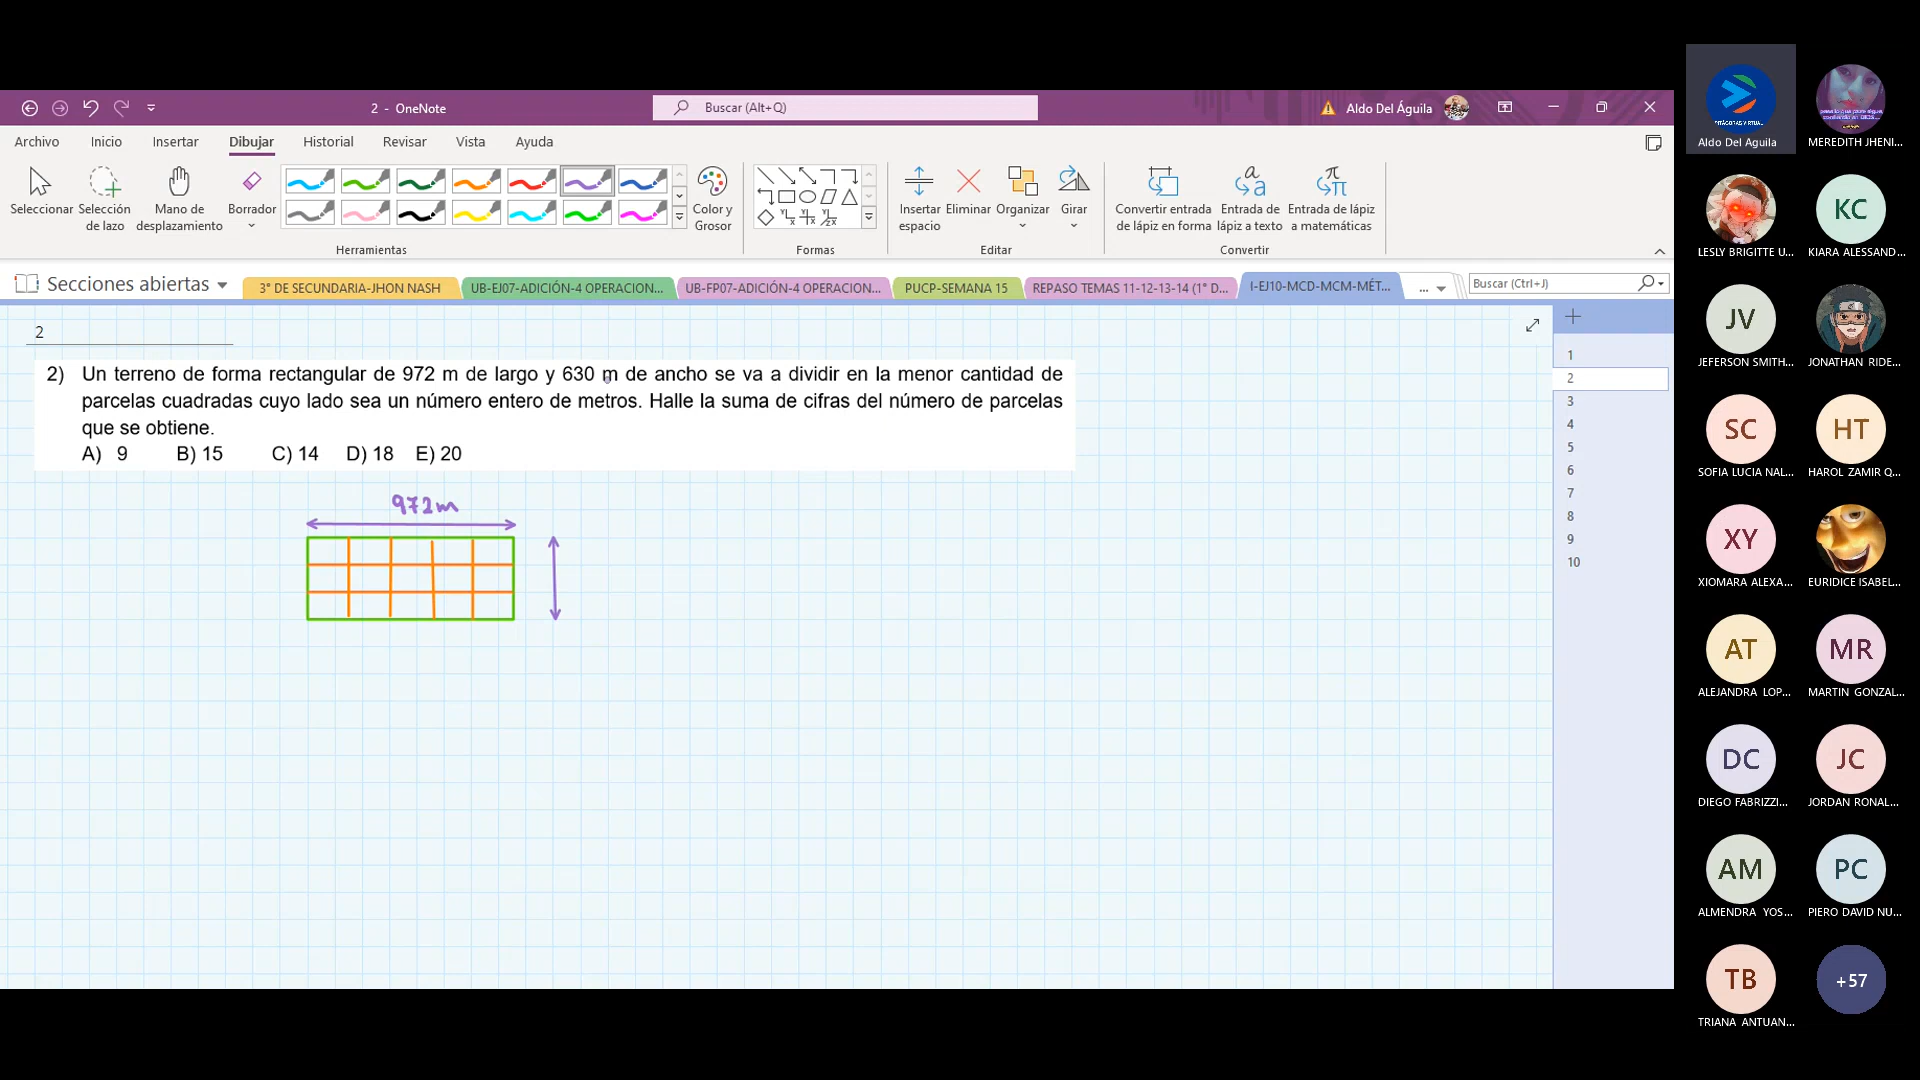 2 - OneNote
Buscar (Alt+Q)
Aldo Del Águila
Archivo Inicio Insertar Dibujar Historial Revisar Vista Ayuda
Seleccionar
Selección de lazo
Mano de desplazamiento
Borrador
Color y Grosor
Insertar espacio
Eliminar
Organizar
Girar
Convertir entrada de lápiz en forma
Entrada de lápiz a texto
Entrada de lápiz a matemáticas
Herramientas Formas Editar Convertir
Secciones abiertas
3° DE SECUNDARIA-JHON NASH
UB-EJ07-ADICIÓN-4 OPERACION...
UB-FP07-ADICIÓN-4 OPERACION...
PUCP-SEMANA 15
REPASO TEMAS 11-12-13-14 (1° D...
I-EJ10-MCD-MCM-MÉT...
...
Buscar (Ctrl+J)
2
2) Un terreno de forma rectangular de 972 m de largo y 630 m de ancho se va a dividir en la menor cantidad de
parcelas cuadradas cuyo lado sea un número entero de metros. Halle la suma de cifras del número de parcelas
que se obtiene.
A) 9 B) 15 C) 14 D) 18 E) 20
972m
1
2
3
4
5
6
7
8
9
10
PITÁGORAS VIRTUAL
Aldo Del Aguila
MEREDITH JHENI...
LESLY BRIGITTE U...
KC
KIARA ALESSAND...
JV
JEFERSON SMITH...
JONATHAN RIDE...
SC
SOFIA LUCIA NAL...
HT
HAROL ZAMIR Q...
XY
XIOMARA ALEXA...
EURIDICE ISABEL...
AT
ALEJANDRA LOP...
MR
MARTIN GONZAL...
DC
DIEGO FABRIZZI...
JC
JORDAN RONAL...
AM
ALMENDRA YOS...
PC
PIERO DAVID NU...
TB
TRIANA ANTUAN...
+57